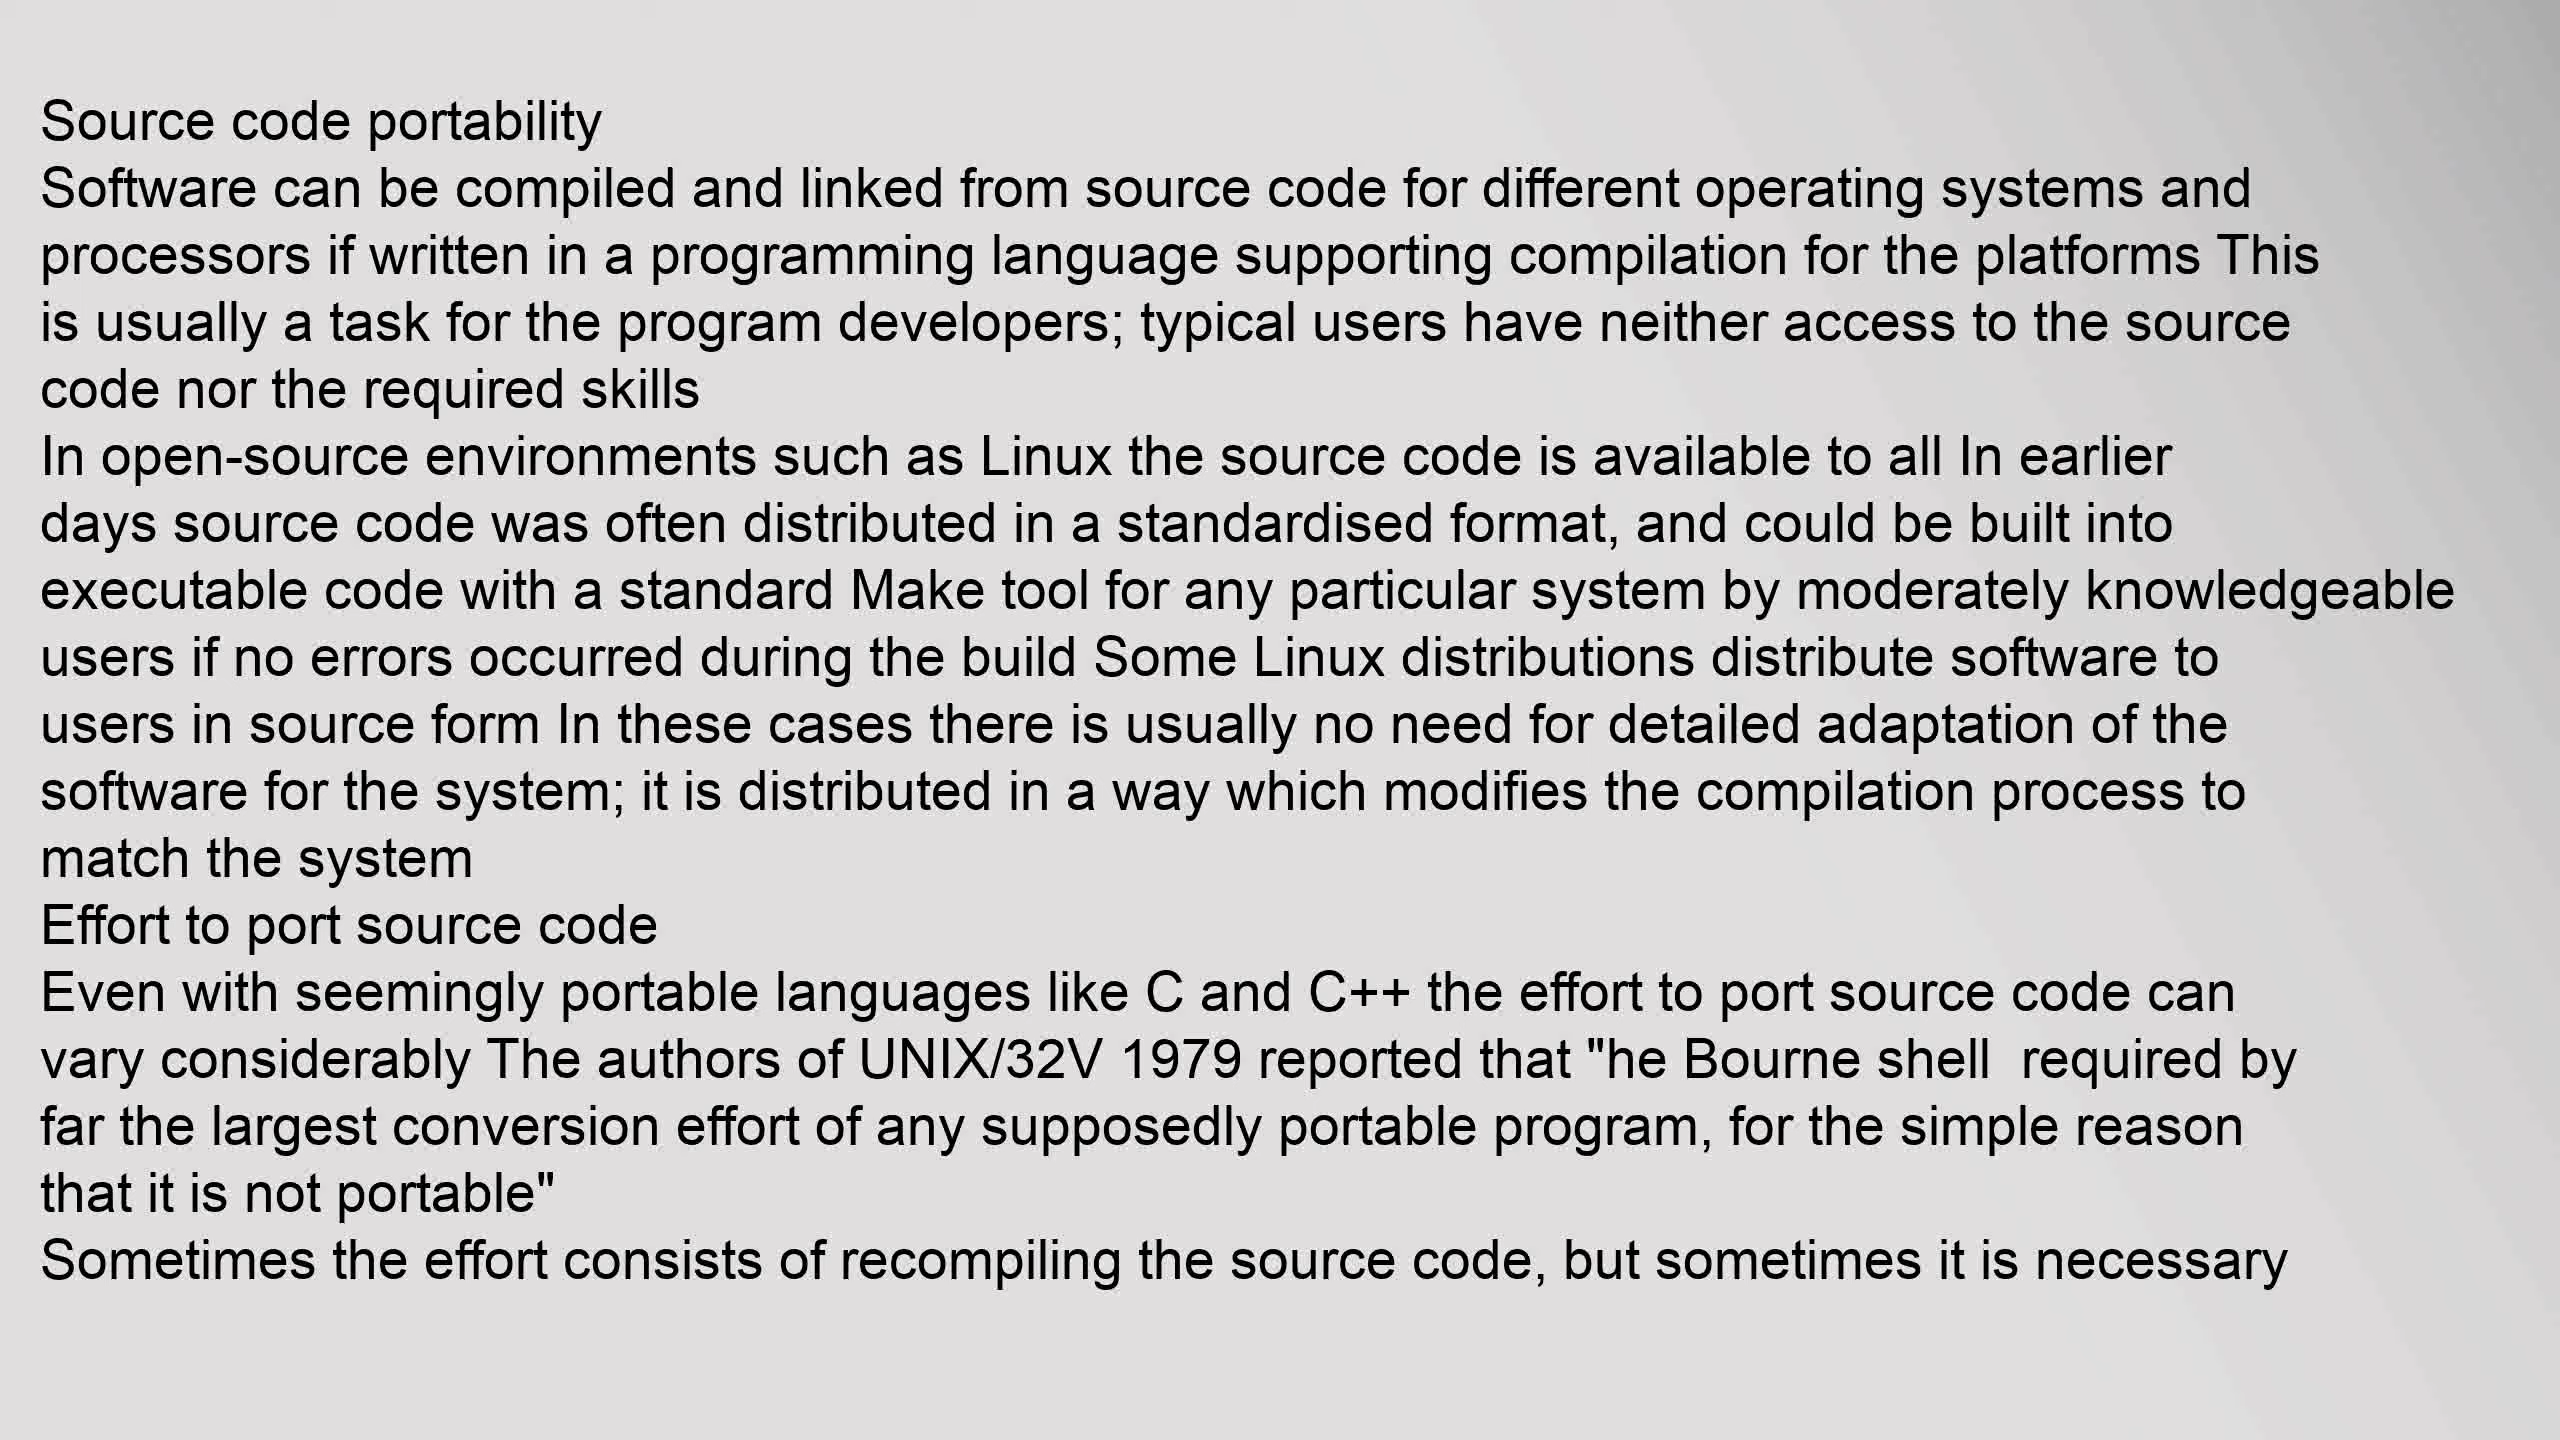 Source code portability
Software can be compiled and linked from source code for different operating systems and
processors if written in a programming language supporting compilation for the platforms This
is usually a task for the program developers; typical users have neither access to the source
code nor the required skills
In open-source environments such as Linux the source code is available to all In earlier
days source code was often distributed in a standardised format, and could be built into
executable code with a standard Make tool for any particular system by moderately knowledgeable
users if no errors occurred during the build Some Linux distributions distribute software to
users in source form In these cases there is usually no need for detailed adaptation of the
software for the system; it is distributed in a way which modifies the compilation process to
match the system
Effort to port source code
Even with seemingly portable languages like C and C++ the effort to port source code can
vary considerably The authors of UNIX/32V 1979 reported that "he Bourne shell  required by
far the largest conversion effort of any supposedly portable program, for the simple reason
that it is not portable"
Sometimes the effort consists of recompiling the source code, but sometimes it is necessary